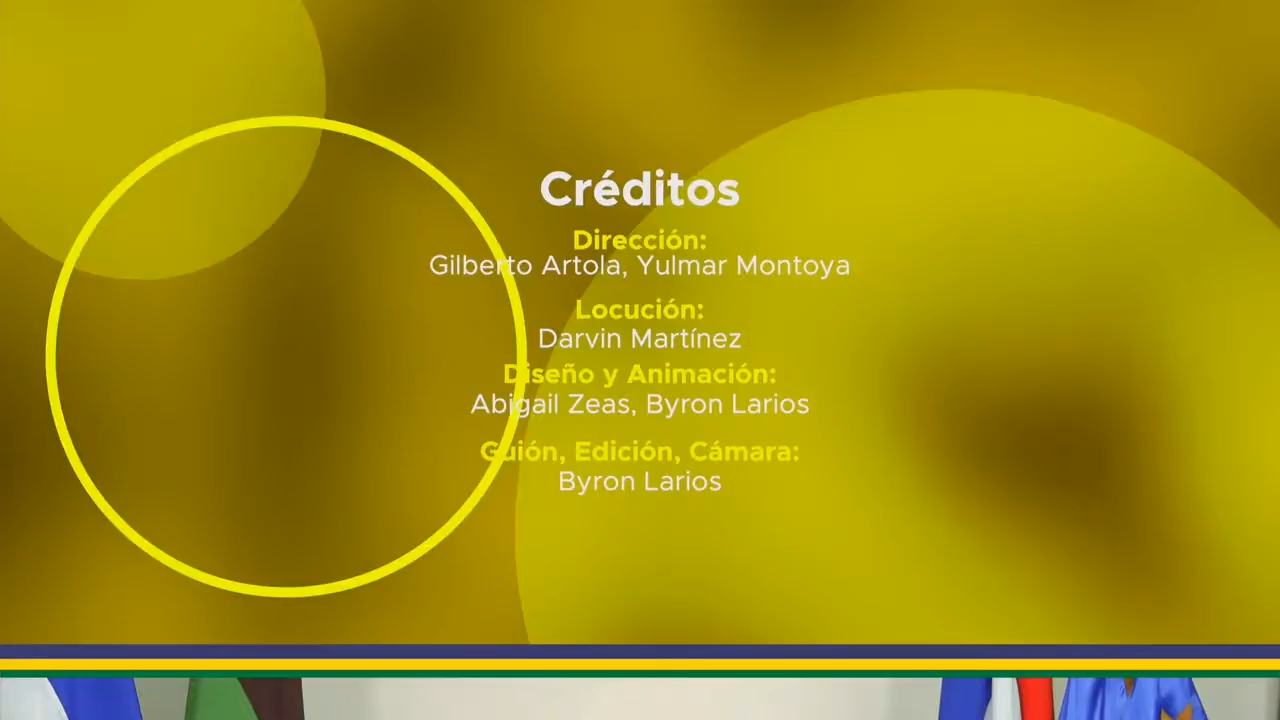 Créditos
Dirección:
Gilberto Artola, Yulmar Montoya
Locución:
Darvin Martínez
Diseño y Animación:
Abigail Zeas, Byron Larios
Guión, Edición, Cámara:
Byron Larios